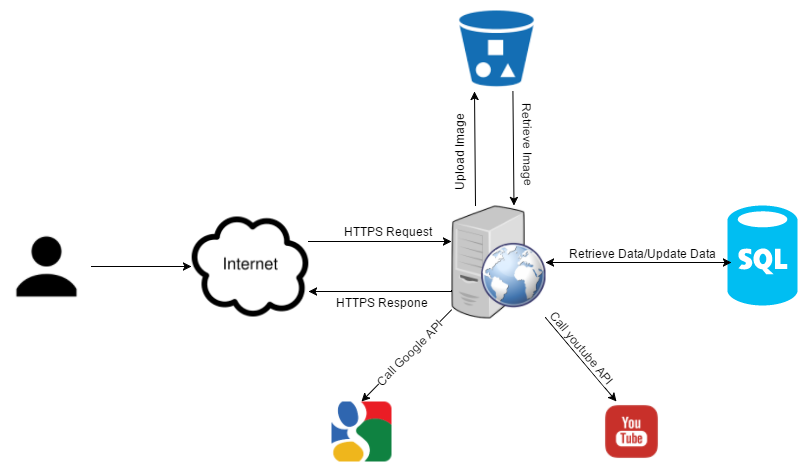 Upload Image
Retrieve Image
HTTPS Request
Internet
Retrieve Data/Update Data
SQL
HTTPS Respone
Call Google API
Call youtube API
You
Tube